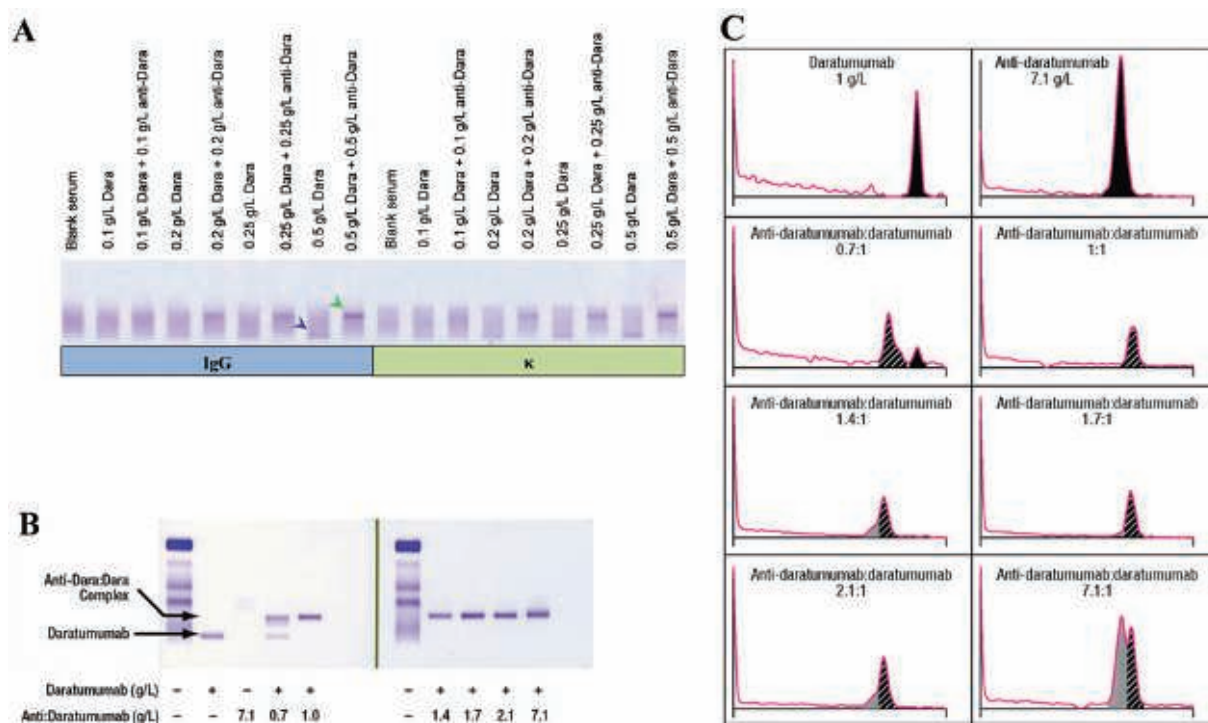 A
Blank serum
0.1 g/L Dara
0.1 g/L Dara + 0.1 g/L anti-Dara
0.2 g/L Dara
0.2 g/L Dara + 0.2 g/L anti-Dara
0.25 g/L Dara
0.25 g/L Dara + 0.25 g/L anti-Dara
0.5 g/L Dara
0.5 g/L Dara + 0.5 g/L anti-Dara
Blank serum
0.1 g/L Dara
0.1 g/L Dara + 0.1 g/L anti-Dara
0.2 g/L Dara
0.2 g/L Dara + 0.2 g/L anti-Dara
0.25 g/L Dara
0.25 g/L Dara + 0.25 g/L anti-Dara
0.5 g/L Dara
0.5 g/L Dara + 0.5 g/L anti-Dara
IgG κ
B
Anti-Dara:Dara
Complex
Daratumumab
Daratumumab (g/L) – + – + + – + + + +
Anti:Daratumumab (g/L) – – 7.1 0.7 1.0 – 1.4 1.7 2.1 7.1
C
Daratumumab
1 g/L
Anti-daratumumab
7.1 g/L
Anti-daratumumab:daratumumab
0.7:1
Anti-daratumumab:daratumumab
1:1
Anti-daratumumab:daratumumab
1.4:1
Anti-daratumumab:daratumumab
1.7:1
Anti-daratumumab:daratumumab
2.1:1
Anti-daratumumab:daratumumab
7.1:1